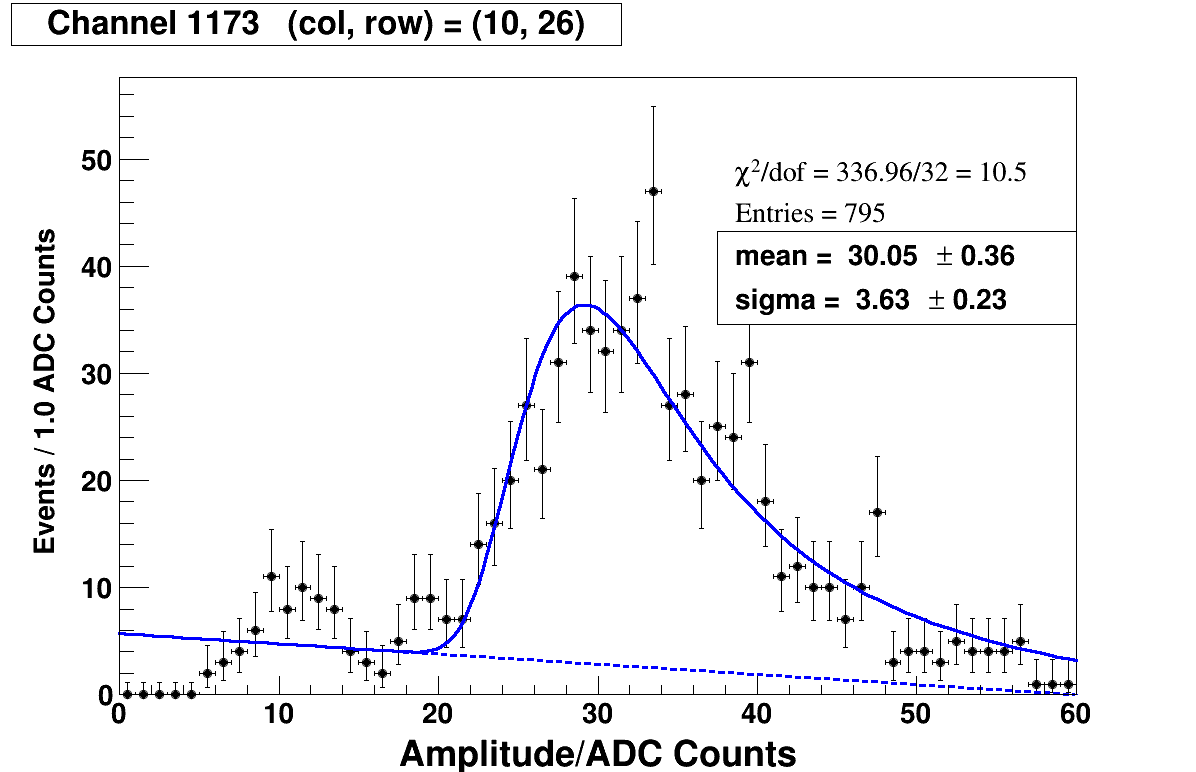 Channel 1173 (col, row) = (10, 26)
χ²/dof = 336.96/32 = 10.5
Entries = 795
mean = 30.05 ± 0.36
sigma = 3.63 ± 0.23
Events / 1.0 ADC Counts
50
40
30
20
10
0
0 10 20 30 40 50 60
Amplitude/ADC Counts